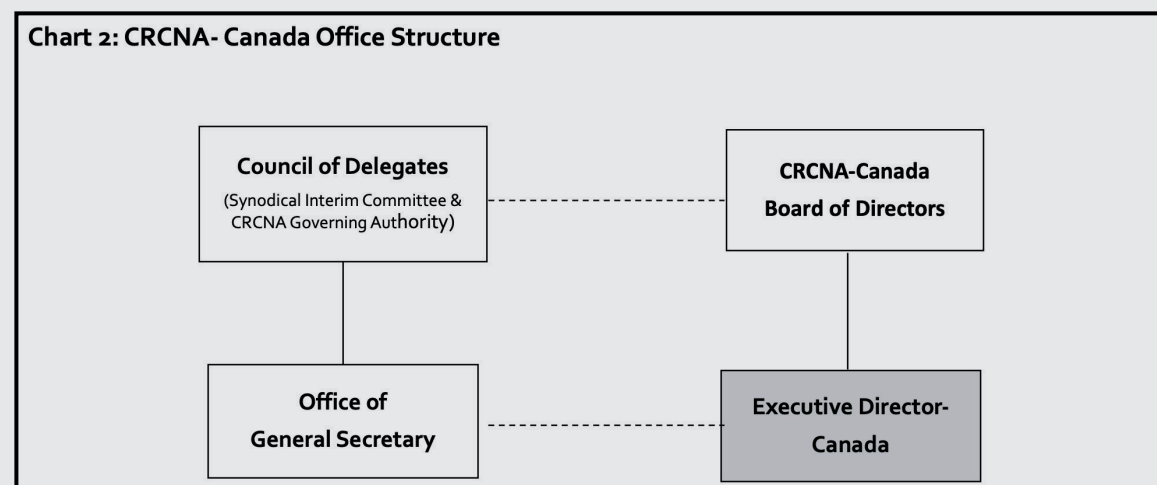 Chart 2: CRCNA- Canada Office Structure
Council of Delegates
(Synodical Interim Committee &
CRCNA Governing Authority)
CRCNA-Canada
Board of Directors
Office of
General Secretary
Executive Director-
Canada